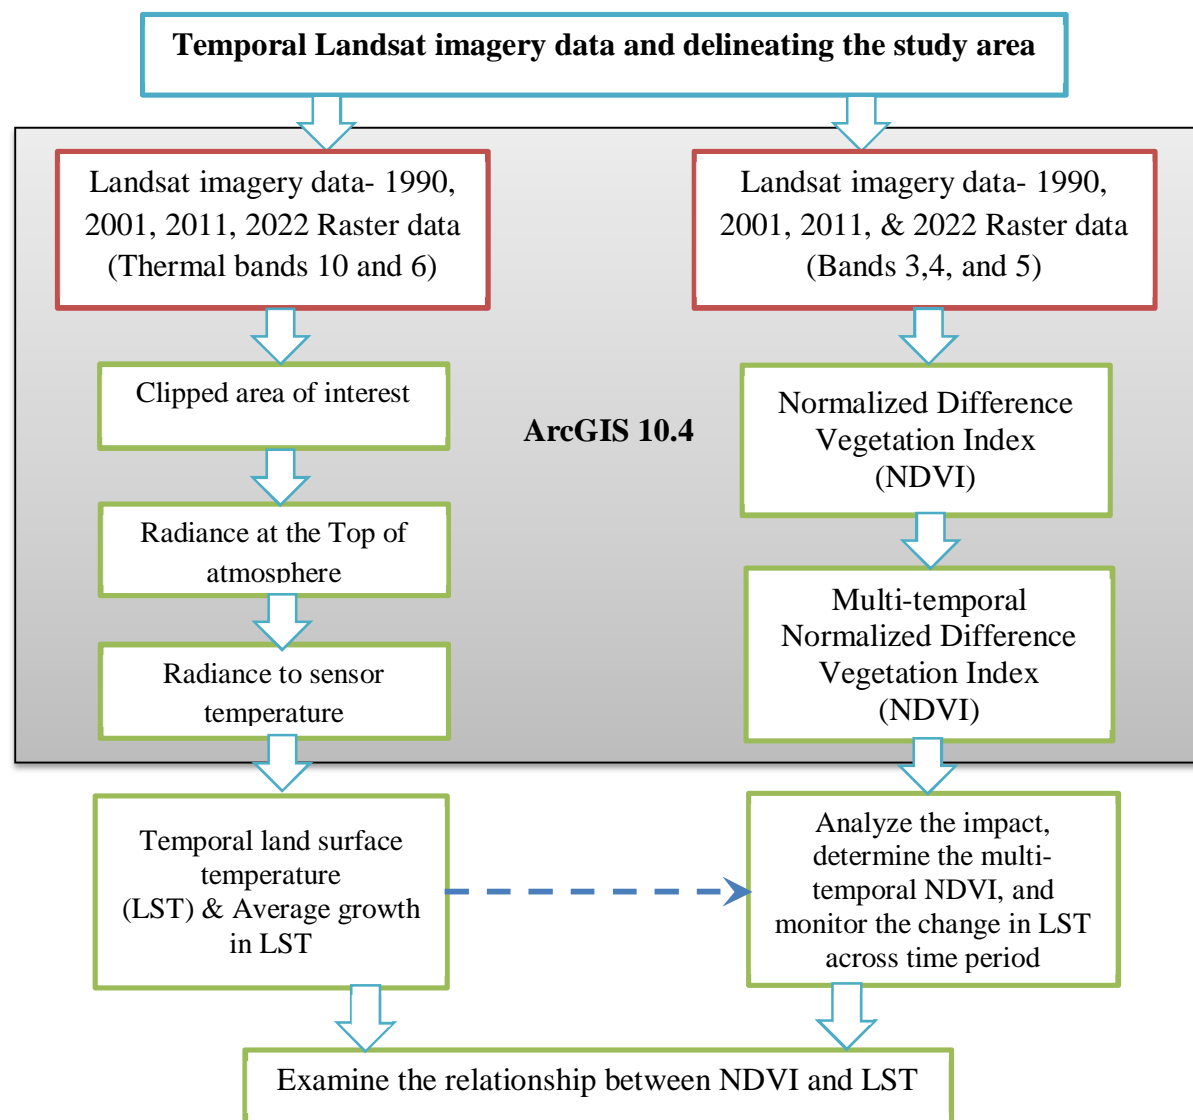 Temporal Landsat imagery data and delineating the study area
Landsat imagery data- 1990,
2001, 2011, 2022 Raster data
(Thermal bands 10 and 6)
Landsat imagery data- 1990,
2001, 2011, & 2022 Raster data
(Bands 3,4, and 5)
Clipped area of interest
ArcGIS 10.4
Normalized Difference
Vegetation Index
(NDVI)
Radiance at the Top of
atmosphere
Multi-temporal
Normalized Difference
Vegetation Index
(NDVI)
Radiance to sensor
temperature
Temporal land surface
temperature
(LST) & Average growth
in LST
Analyze the impact,
determine the multi-
temporal NDVI, and
monitor the change in LST
across time period
Examine the relationship between NDVI and LST